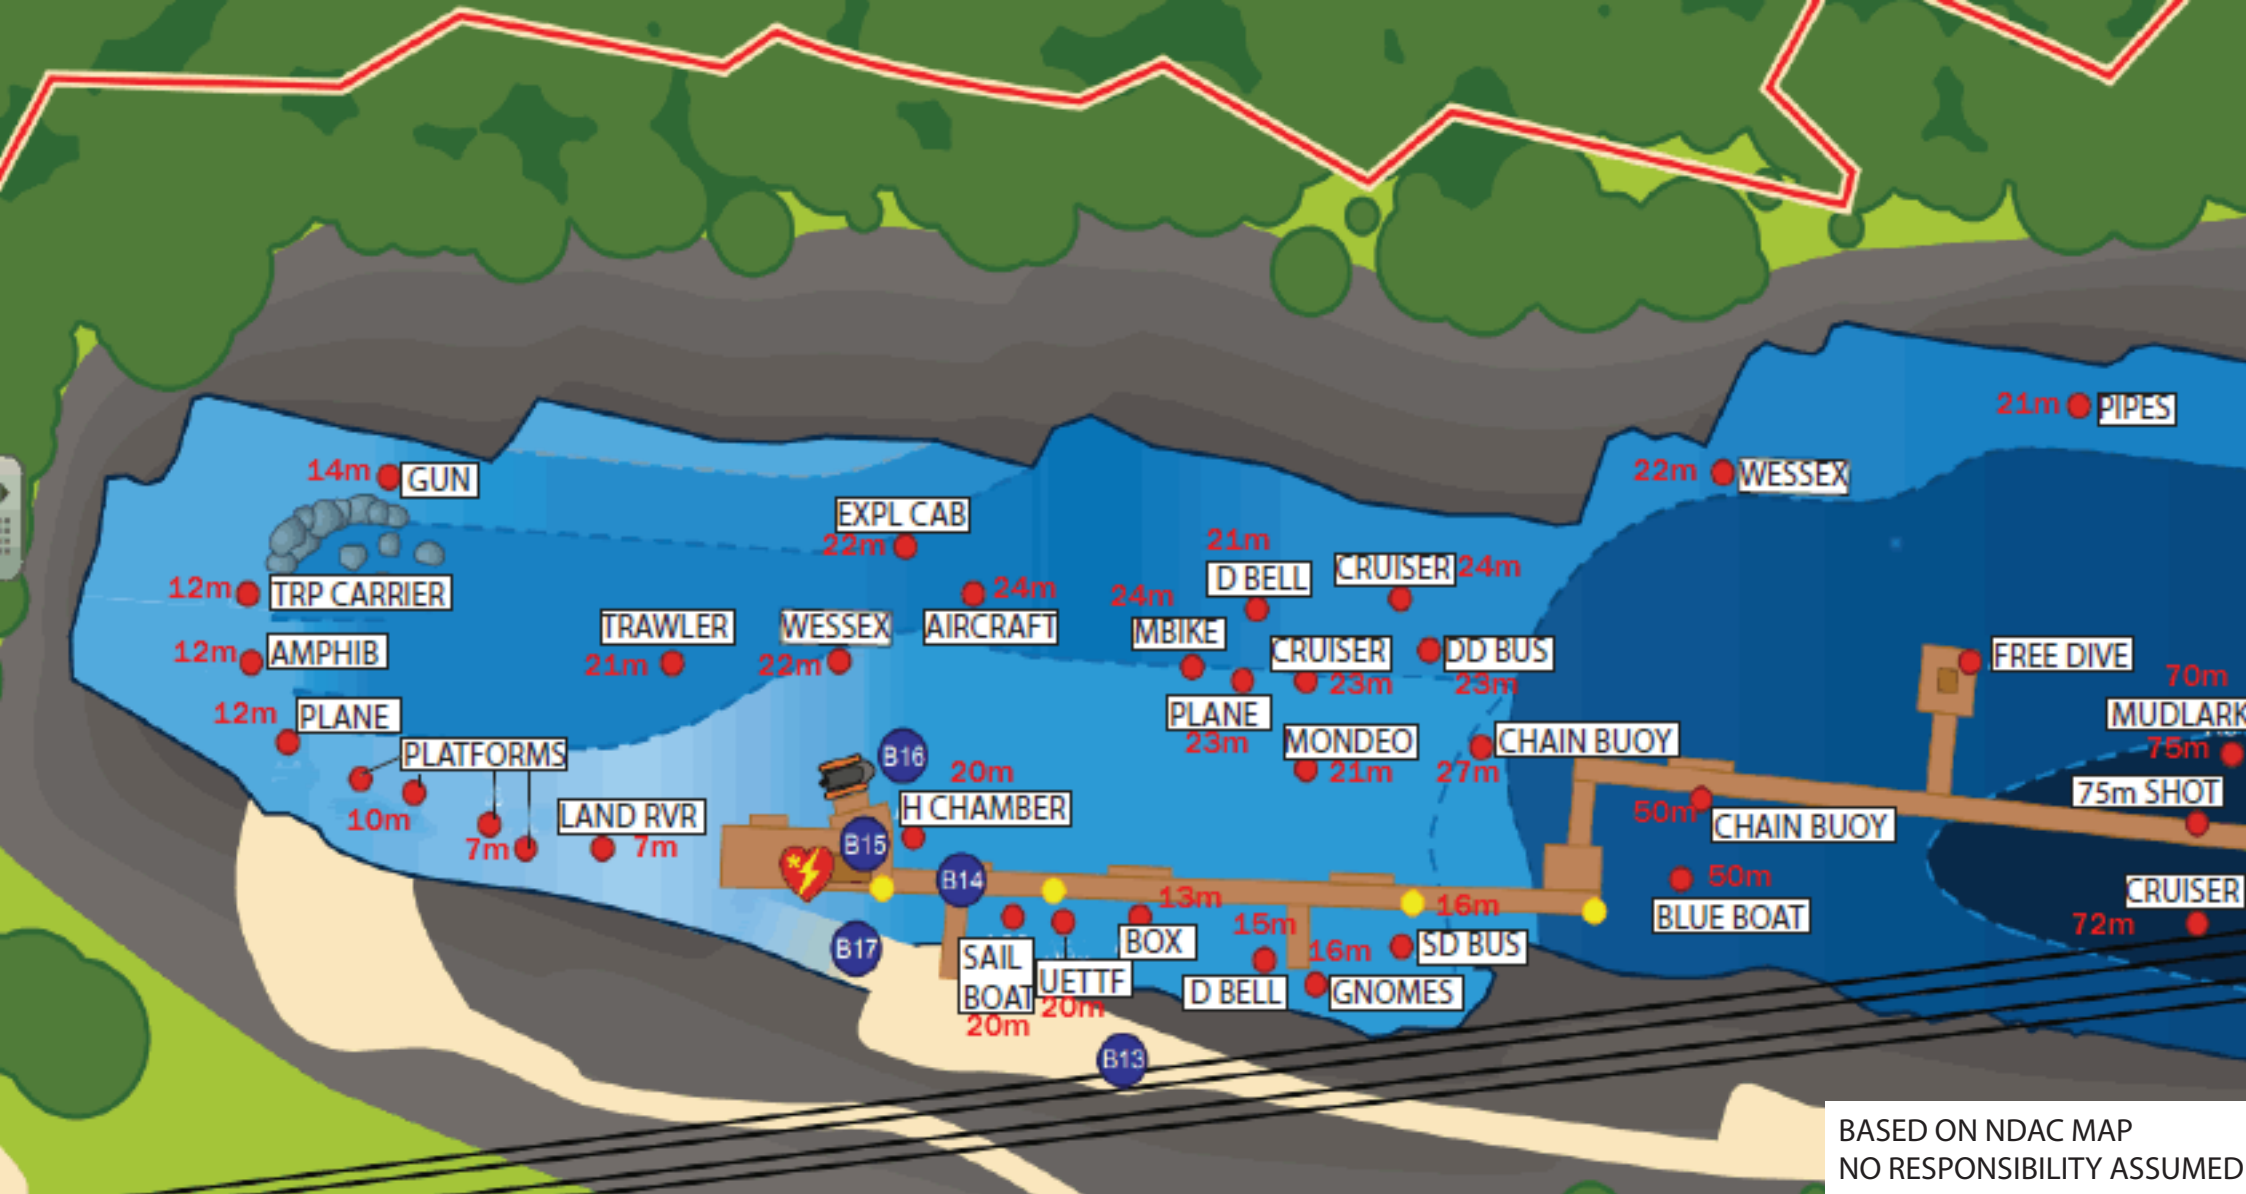 21m
PIPES
14m
GUN
22m
WESSEX
EXPL CAB
22m
21m
D BELL
CRUISER
24m
12m
TRP CARRIER
24m
AIRCRAFT
24m
MBIKE
TRAWLER
21m
WESSEX
22m
12m
AMPHIB
CRUISER
23m
DD BUS
23m
FREE DIVE
70m
MUDLARK
75m
12m
PLANE
PLANE
23m
MONDEO
21m
CHAIN BUOY
27m
PLATFORMS
10m
7m
B16
20m
H CHAMBER
LAND RVR
7m
B15
50m
CHAIN BUOY
75m SHOT
B14
50m
BLUE BOAT
CRUISER
72m
13m
BOX
15m
D BELL
16m
SD BUS
16m
GNOMES
B17
SAIL
BOAT
20m
UETTF
20m
B13
BASED ON NDAC MAP
NO RESPONSIBILITY ASSUMED